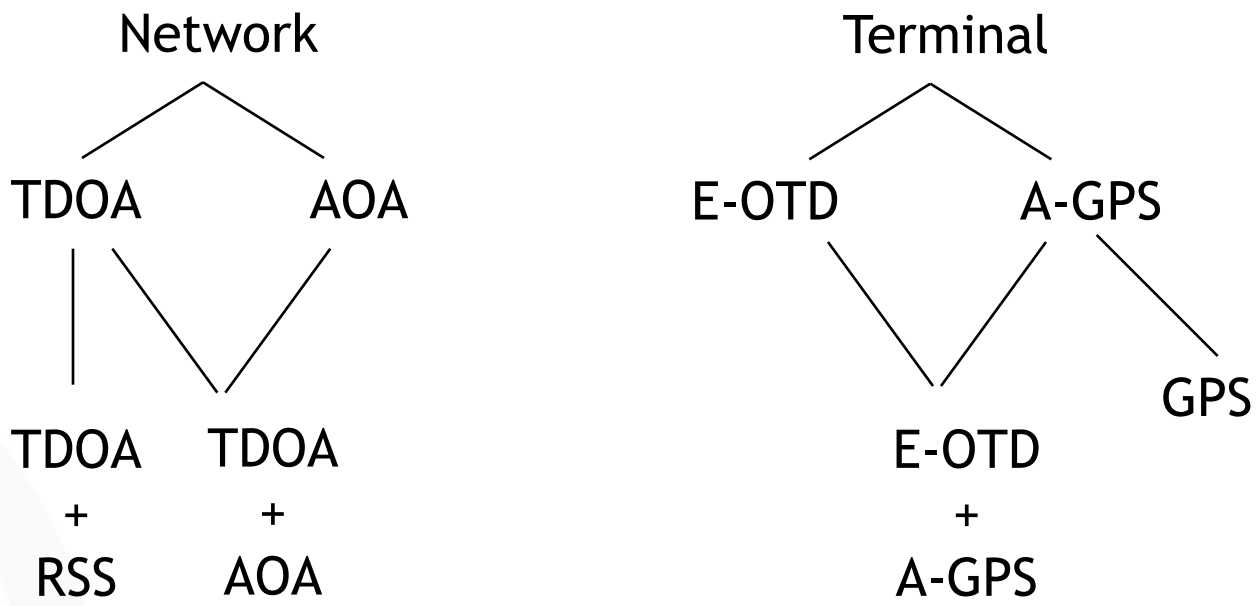 Network
Terminal
TDOA
AOA
E-OTD
A-GPS
GPS
TDOA
+
RSS
TDOA
+
AOA
E-OTD
+
A-GPS